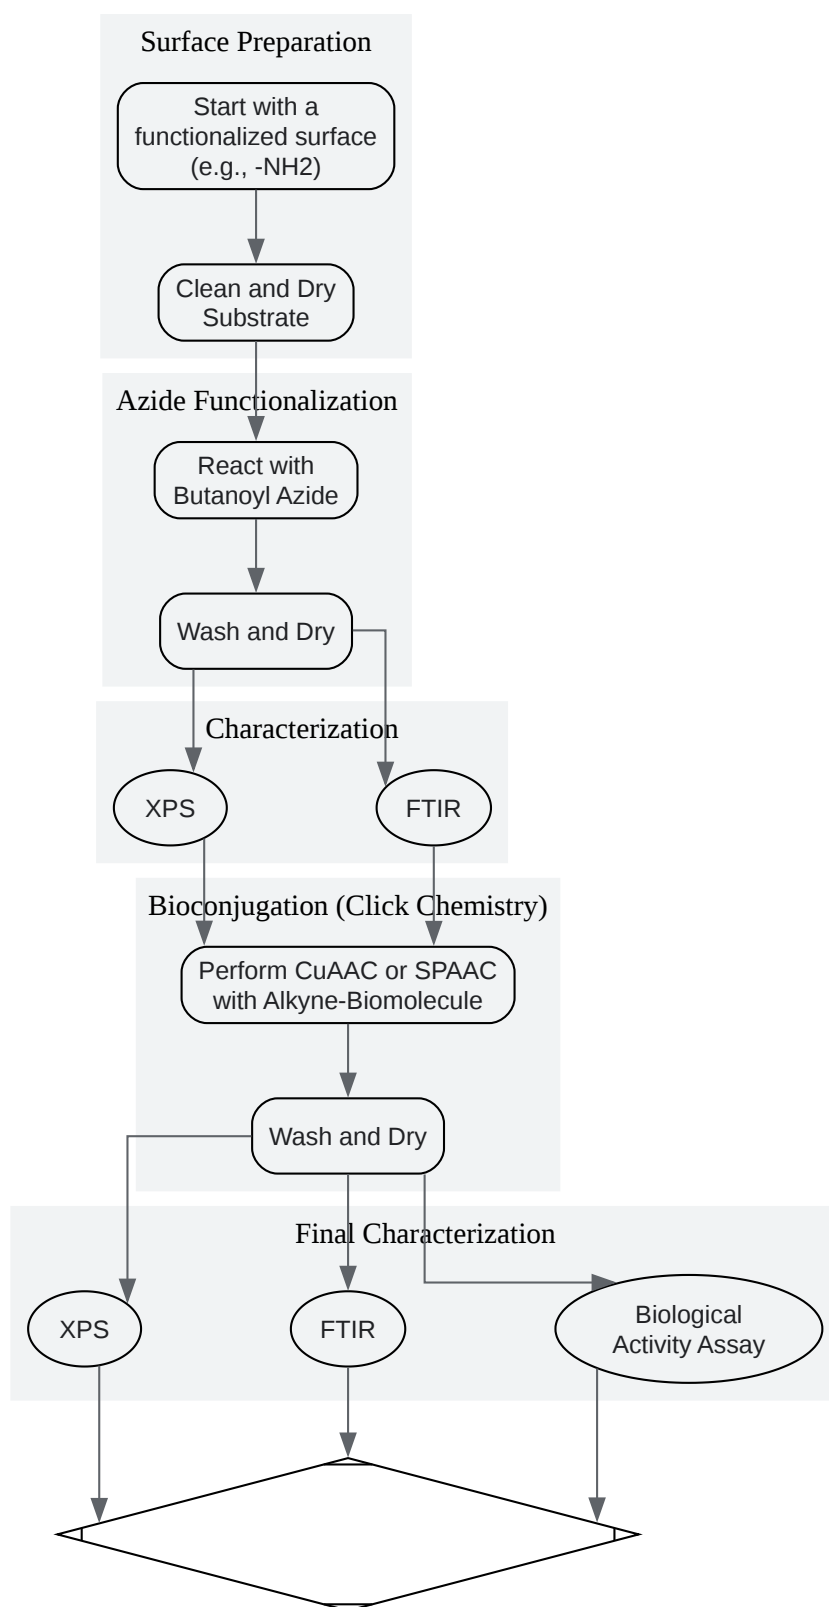 Surface Preparation
Start with a
functionalized surface
(e.g., -NH2)
Clean and Dry
Substrate
Azide Functionalization
React with
Butanoyl Azide
Wash and Dry
Characterization
XPS
FTIR
Bioconjugation (Click Chemistry)
Perform CuAAC or SPAAC
with Alkyne-Biomolecule
Wash and Dry
Final Characterization
XPS
FTIR
Biological
Activity Assay